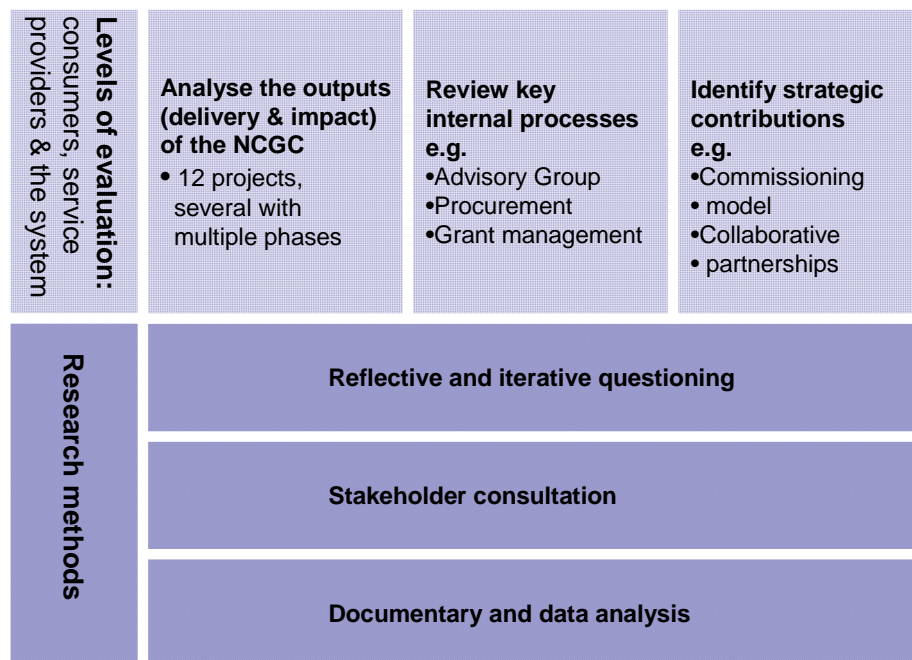 Levels of evaluation:
consumers, service
providers & the system
Analyse the outputs
(delivery & impact)
of the NCGC
• 12 projects,
several with
multiple phases
Review key
internal processes
e.g.
•Advisory Group
•Procurement
•Grant management
Identify strategic
contributions
e.g.
•Commissioning
• model
•Collaborative
• partnerships
Research methods
Reflective and iterative questioning
Stakeholder consultation
Documentary and data analysis